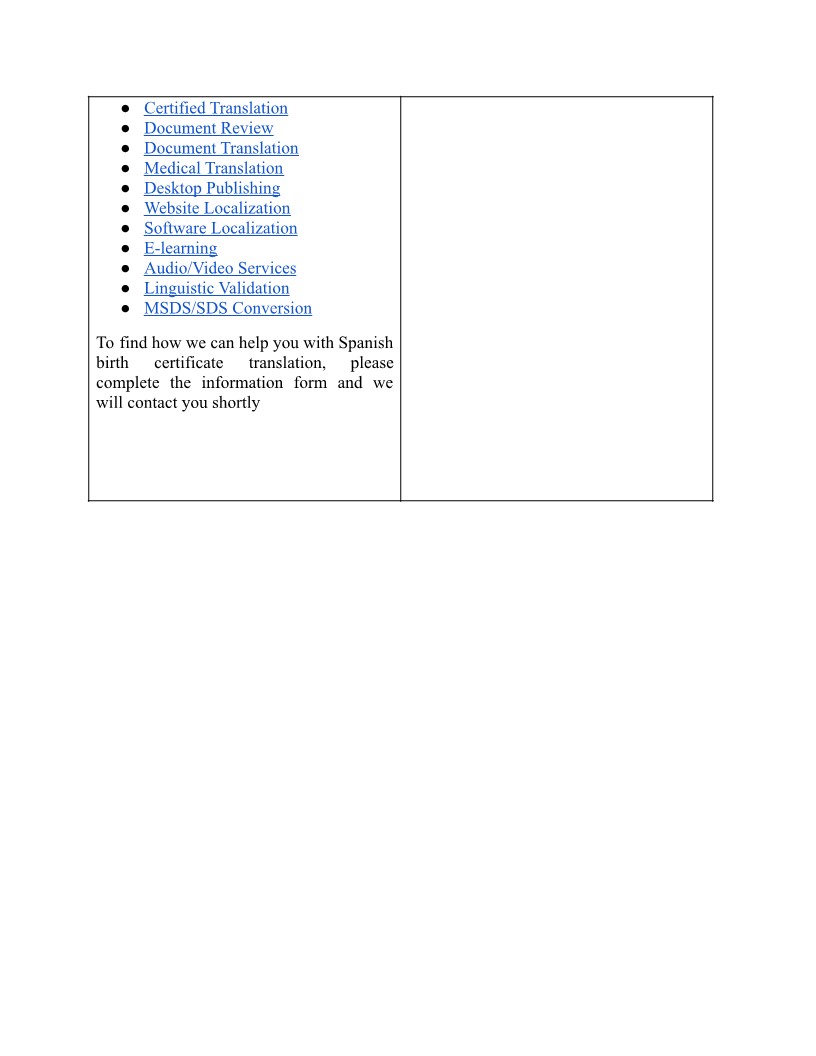 ● Certified Translation
● Document Review
● Document Translation
● Medical Translation
● Desktop Publishing
● Website Localization
● Software Localization
● E-learning
● Audio/Video Services
● Linguistic Validation
● MSDS/SDS Conversion
To find how we can help you with Spanish
birth certificate translation, please
complete the information form and we
will contact you shortly